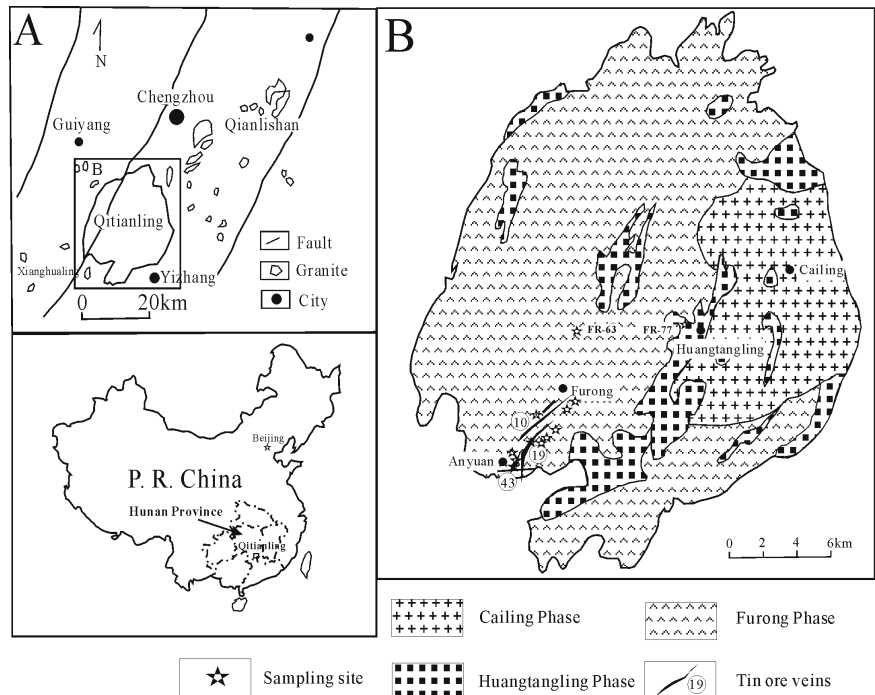 A
N
Chengzhou
Guiyang
Qianlishan
B
Qitianling
Xianghualing
Yizhang
0 20km
Fault
Granite
City
Beijing
P. R. China
Hunan Province
Qitianling
B
Cailing
FR-63
FR-77
Huangtangling
Furong
10
19
Anyuan
43
0 2 4 6km
Cailing Phase
Furong Phase
Sampling site
Huangtangling Phase
19 Tin ore veins